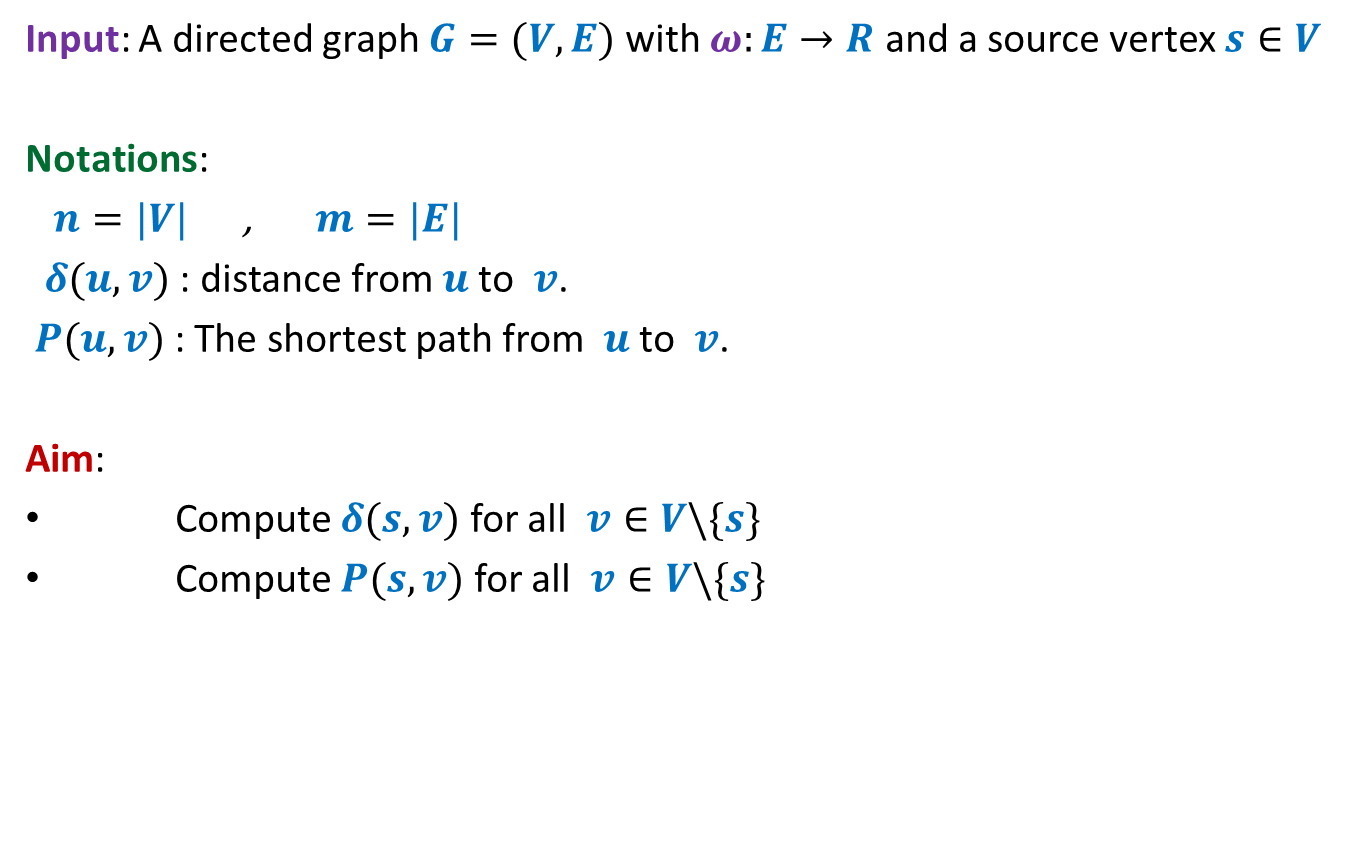 Input: A directed graph G = (V, E) with ω: E → R and a source vertex s ∈ V
Notations:
n = |V| , m = |E|
δ(u, v) : distance from u to v.
P(u, v) : The shortest path from u to v.
Aim:
• Compute δ(s, v) for all v ∈ V\{s}
• Compute P(s, v) for all v ∈ V\{s}